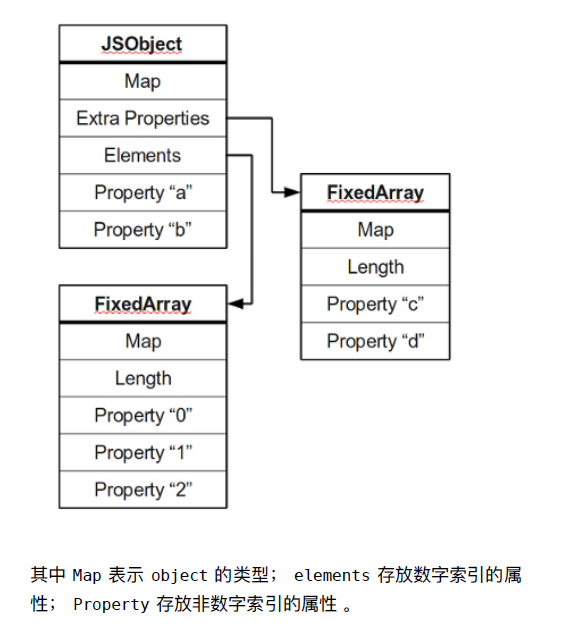 JSObject
Map
Extra Properties
Elements
Property “a”
Property “b”
FixedArray
Map
Length
Property “c”
Property “d”
FixedArray
Map
Length
Property “0”
Property “1”
Property “2”
其中 Map 表示 object 的类型； elements 存放数字索引的属
性； Property 存放非数字索引的属性 。